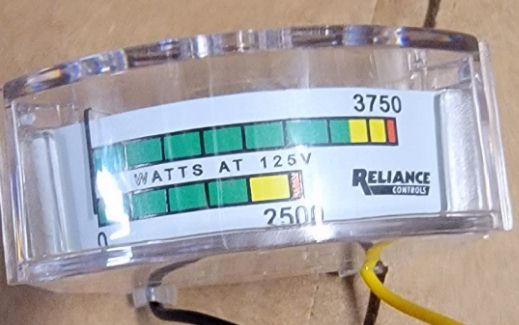 3750
WATTS AT 125V
RELIANCE
CONTROLS
2500
0